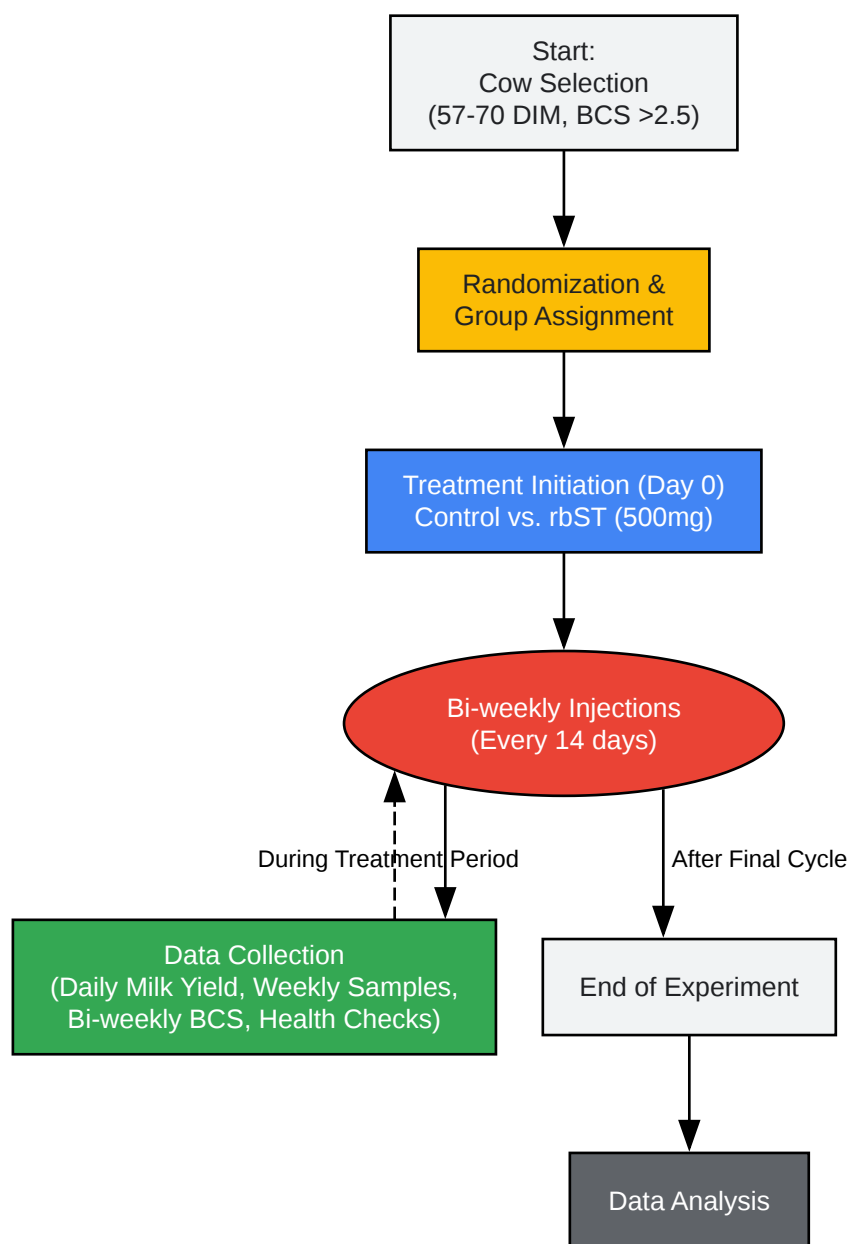 Start:
Cow Selection
(57-70 DIM, BCS >2.5)
Randomization &
Group Assignment
Treatment Initiation (Day 0)
Control vs. rbST (500mg)
Bi-weekly Injections
(Every 14 days)
During Treatment Period
After Final Cycle
Data Collection
(Daily Milk Yield, Weekly Samples,
Bi-weekly BCS, Health Checks)
End of Experiment
Data Analysis